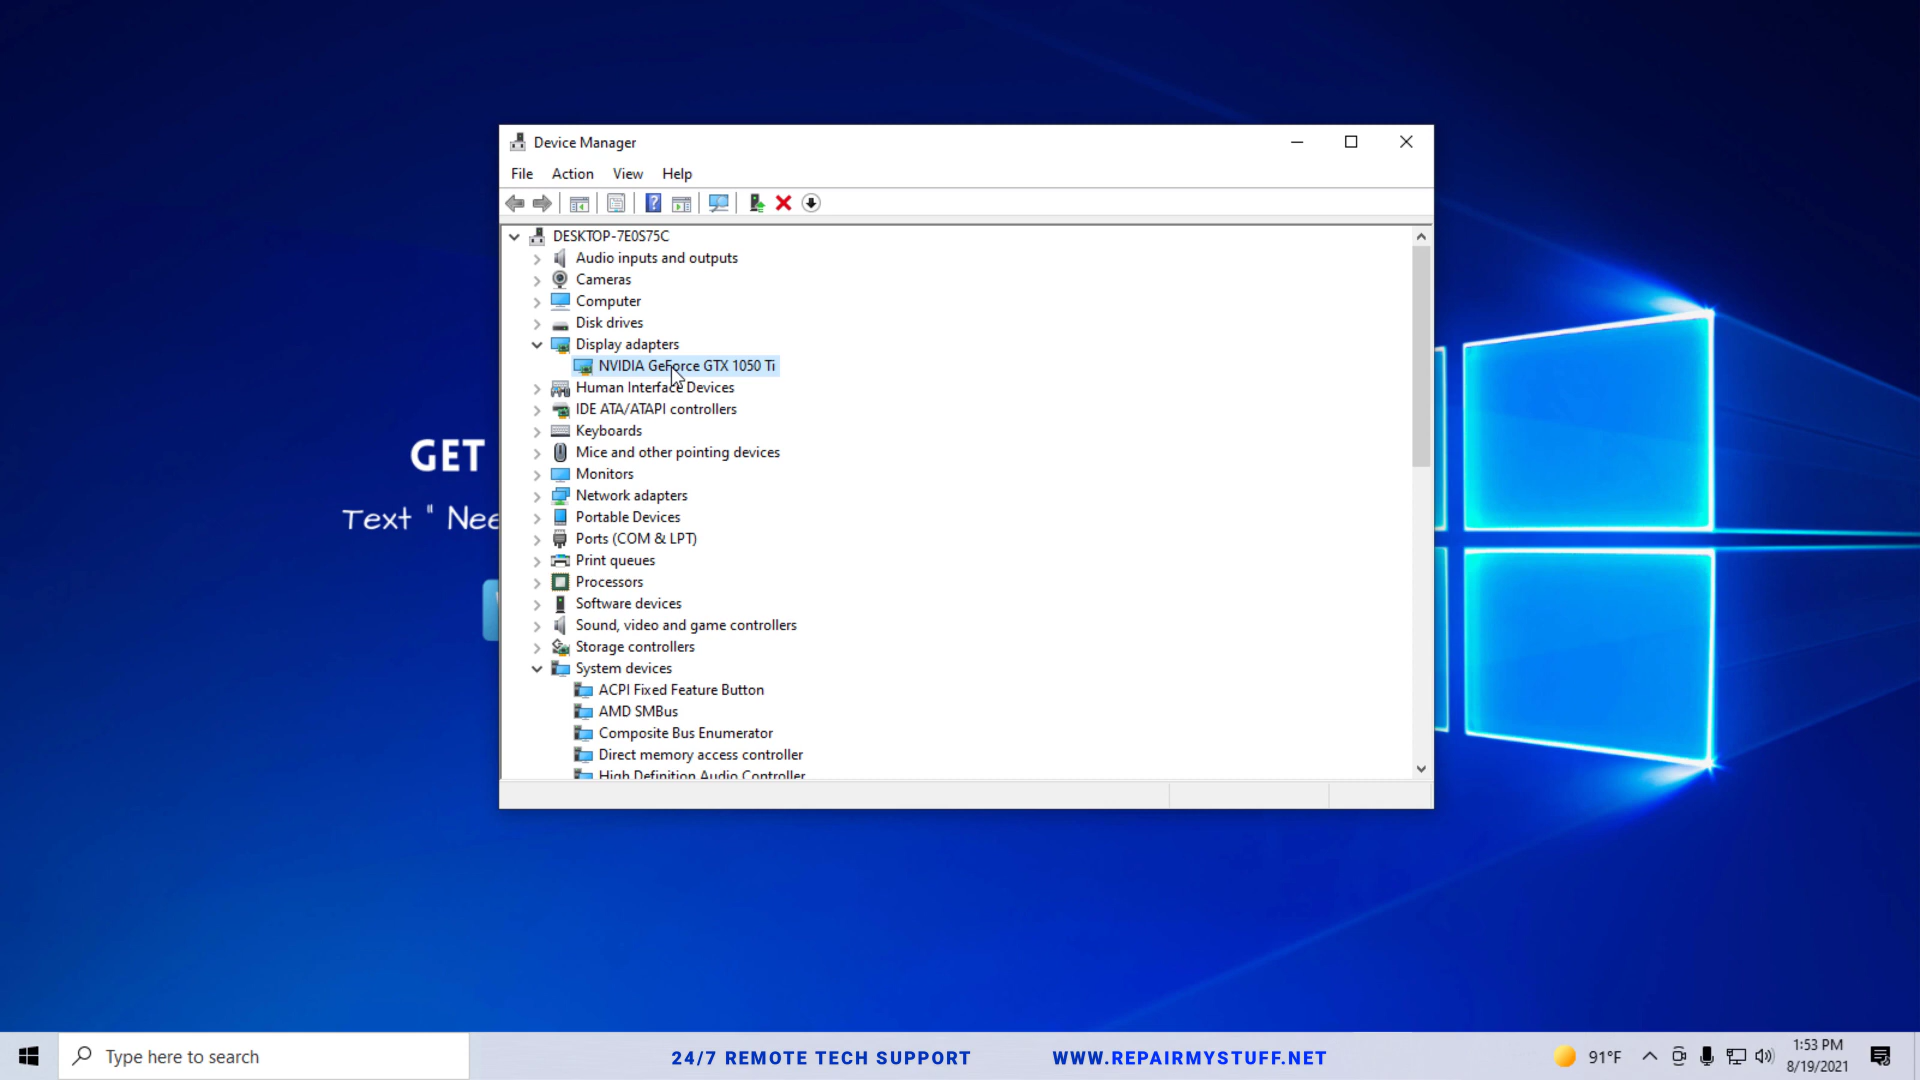 Device Manager
File Action View Help
DESKTOP-7E0S75C
Audio inputs and outputs
Cameras
Computer
Disk drives
Display adapters
NVIDIA GeForce GTX 1050 Ti
Human Interface Devices
IDE ATA/ATAPI controllers
Keyboards
Mice and other pointing devices
Monitors
Network adapters
Portable Devices
Ports (COM & LPT)
Print queues
Processors
Software devices
Sound, video and game controllers
Storage controllers
System devices
ACPI Fixed Feature Button
AMD SMBus
Composite Bus Enumerator
Direct memory access controller
High Definition Audio Controller
GET
Text " Nee
Type here to search
24/7 REMOTE TECH SUPPORT
WWW.REPAIRMYSTUFF.NET
91°F
1:53 PM
8/19/2021